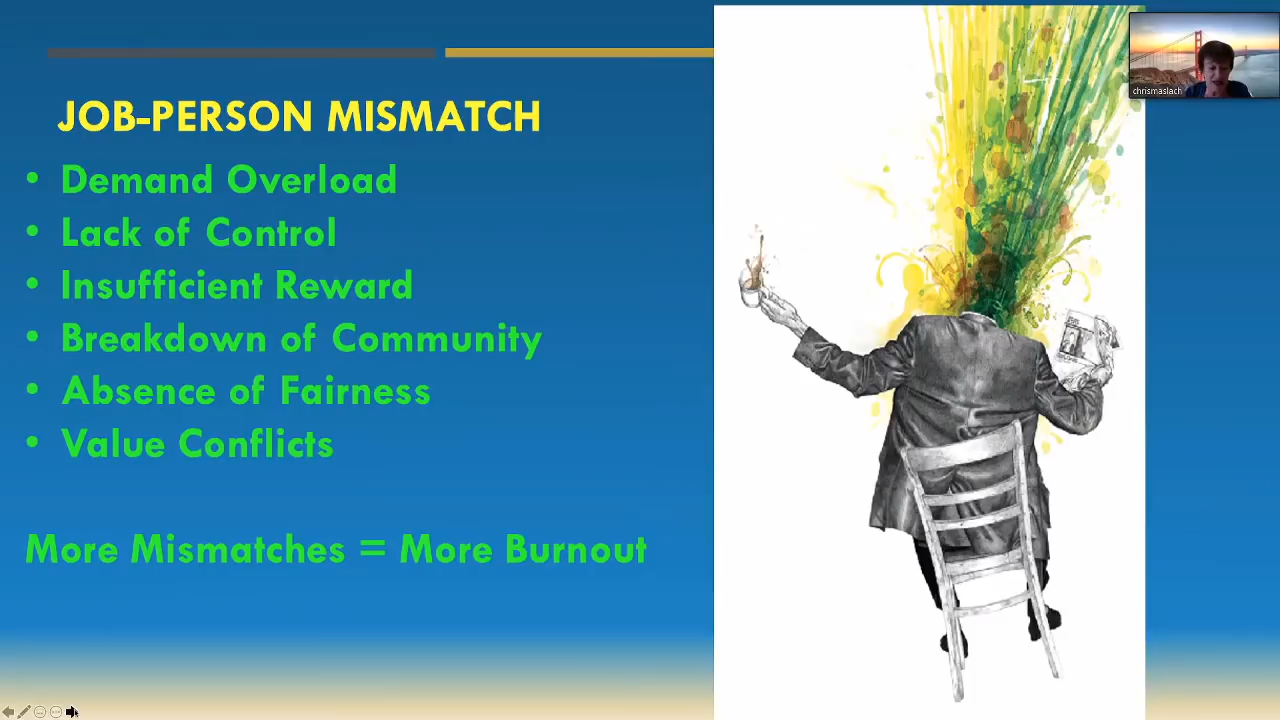 JOB-PERSON MISMATCH
• Demand Overload
• Lack of Control
• Insufficient Reward
• Breakdown of Community
• Absence of Fairness
• Value Conflicts
More Mismatches = More Burnout
chrismaslach